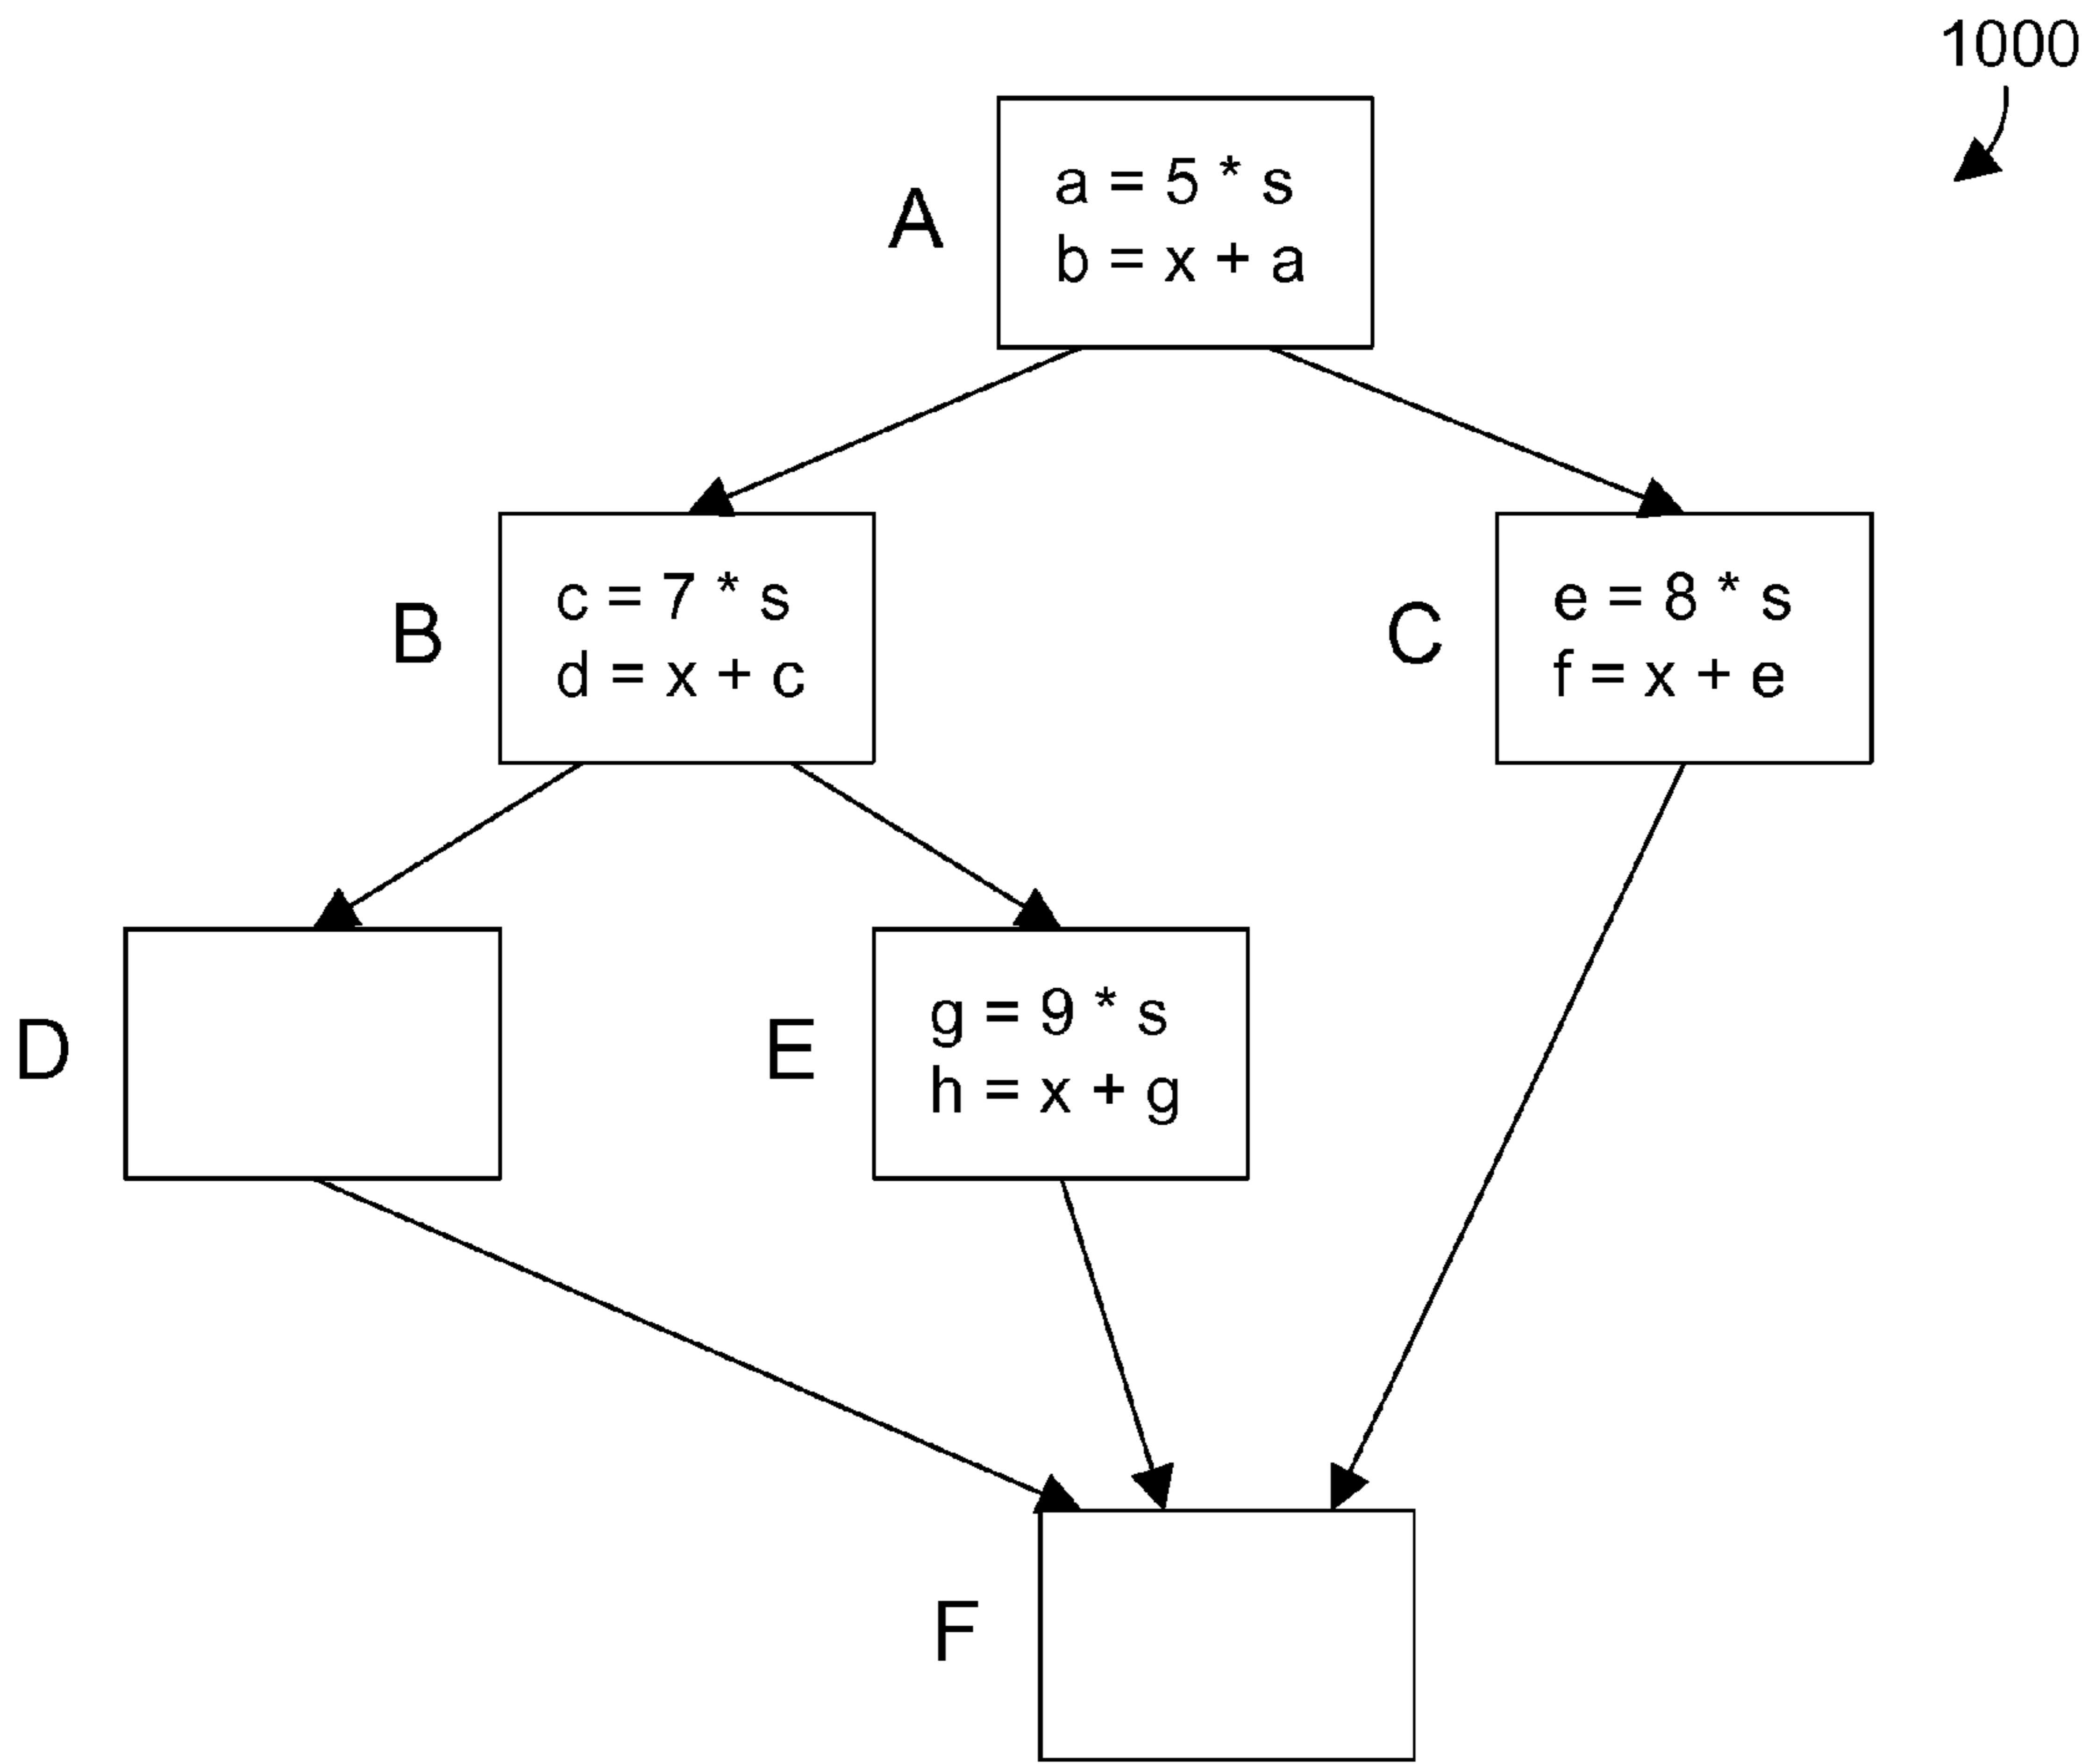 1000
A
a = 5 * s
b = x + a
B
c = 7 * s
d = x + c
C
e = 8 * s
f = x + e
D
E
g = 9 * s
h = x + g
F